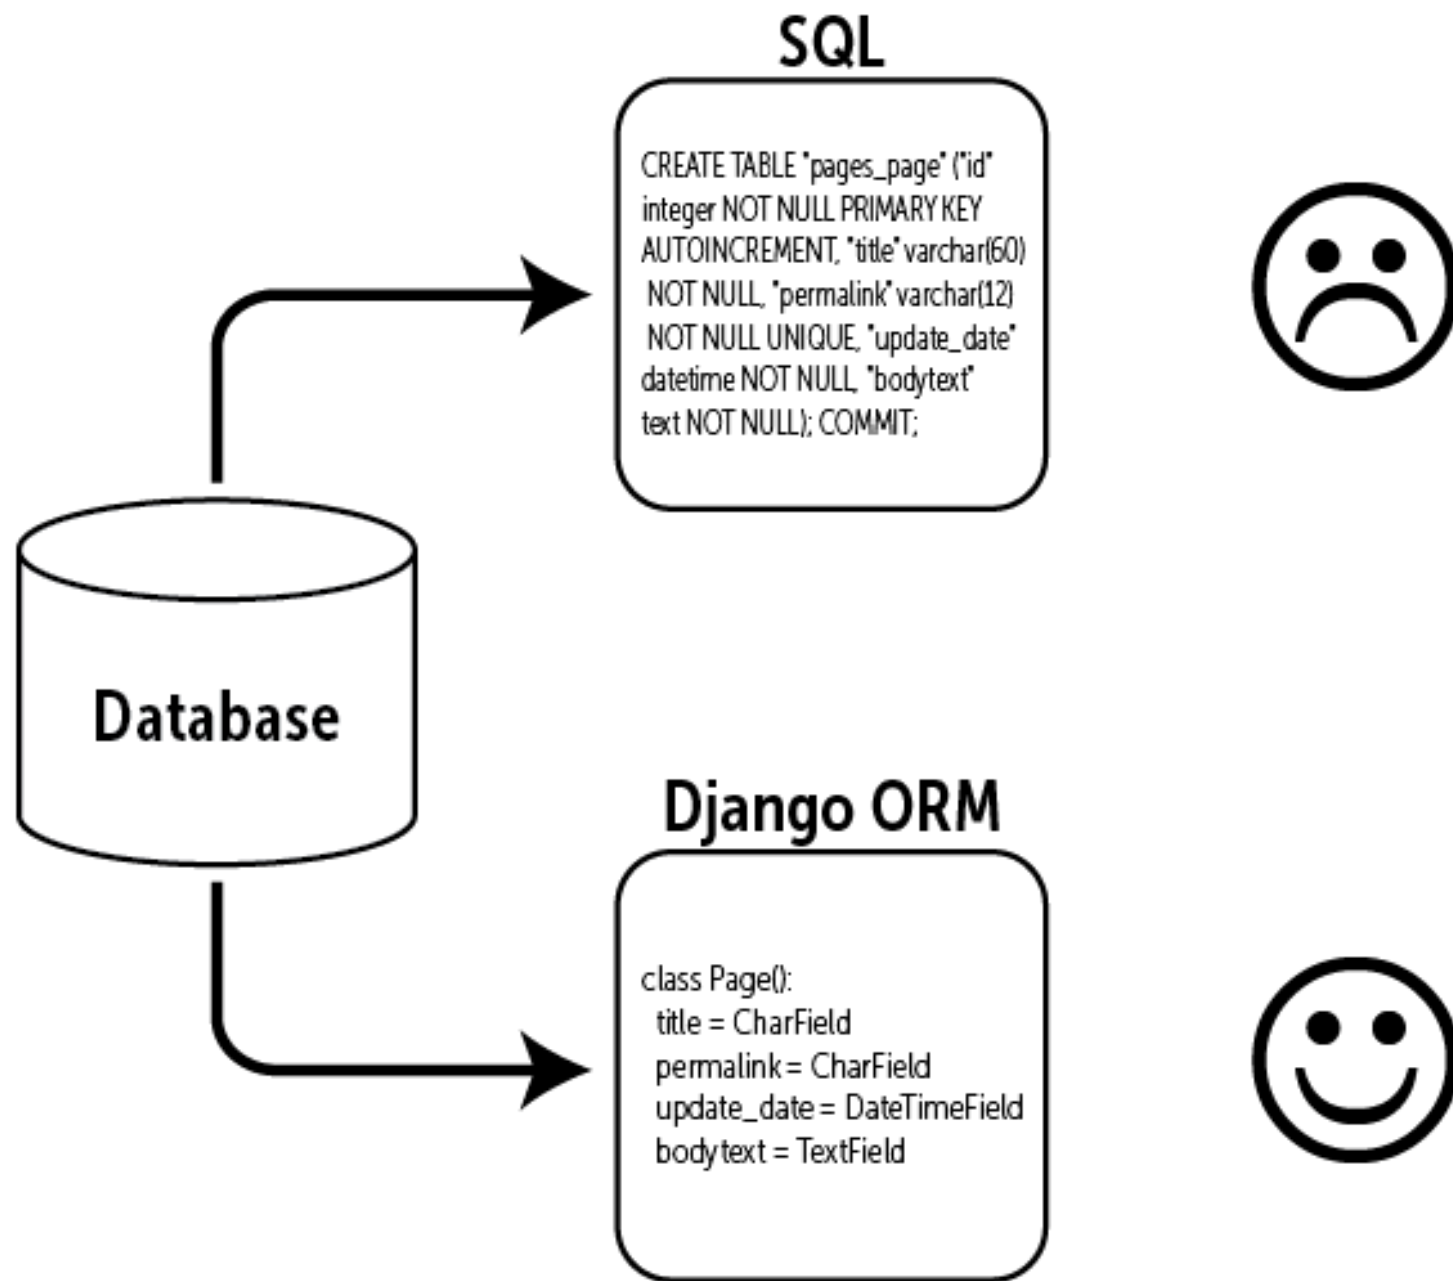 SQL
CREATE TABLE "pages_page" ("id"
integer NOT NULL PRIMARY KEY
AUTOINCREMENT, "title" varchar(60)
NOT NULL, "permalink" varchar(12)
NOT NULL UNIQUE, "update_date"
datetime NOT NULL, "bodytext"
text NOT NULL); COMMIT;
Database
Django ORM
class Page():
title = CharField
permalink = CharField
update_date = DateTimeField
bodytext = TextField